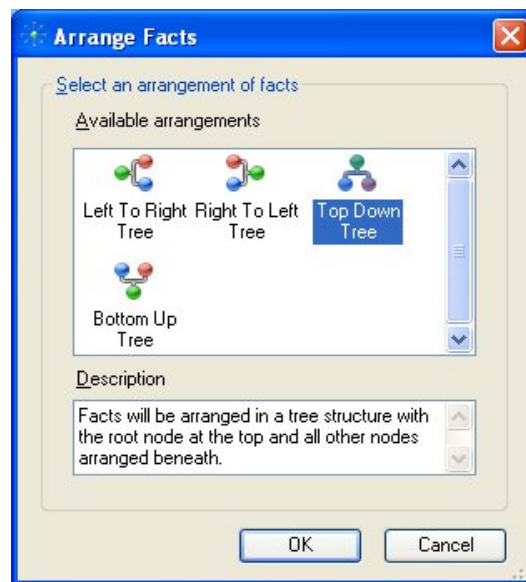 Arrange Facts
Select an arrangement of facts
Available arrangements
Left To Right Right To Left Top Down
Tree Tree Tree
Bottom Up
Tree
Description
Facts will be arranged in a tree structure with
the root node at the top and all other nodes
arranged beneath.
OK Cancel